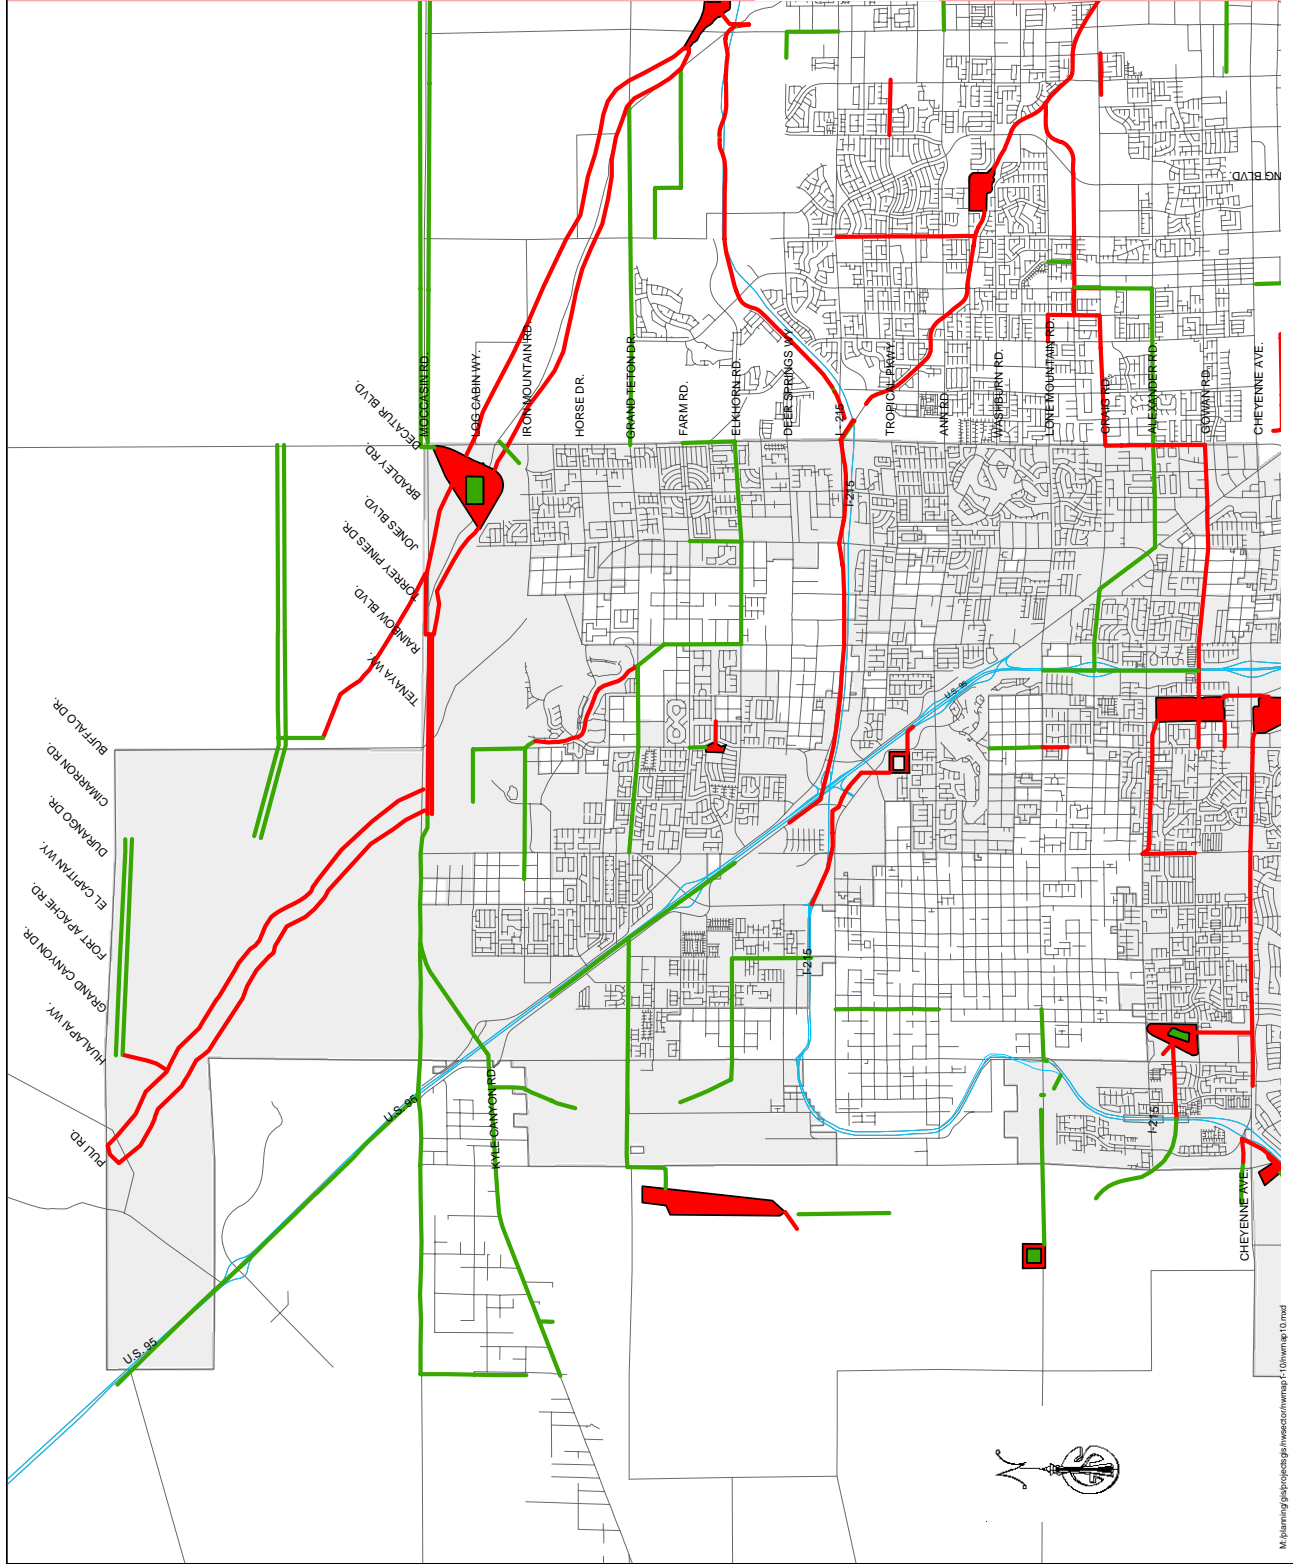 DECATUR BLVD.
BRADLEY RD.
JONES BLVD.
TORREY PINES DR.
RAINBOW BLVD.
TENAYA WY.
BUFFALO DR.
CIMARRON RD.
DURANGO DR.
EL CAPITAN WY.
FORT APACHE RD.
GRAND CANYON DR.
HUALAPAI WY.
PULI RD.
MOCCASIN RD.
LOG CABIN WY.
IRON MOUNTAIN RD.
HORSE DR.
GRAND TETON DR.
FARM RD.
ELKHORN RD.
DEER SPRINGS WY.
I-215
TROPICAL PKWY.
ANN RD.
WASHBURN RD.
LONE MOUNTAIN RD.
CRAIG RD.
ALEXANDER RD.
GOWAN RD.
CHEYENNE AVE.
NG BLVD.
I-215
U.S. 95
I-215
KYLE CANYON RD.
U.S. 95
I-215
CHEYENNE AVE.
U.S. 95
N
M:/planning/gis/projectsgis/nwsector/nwmap1-10/nwmap10.mxd